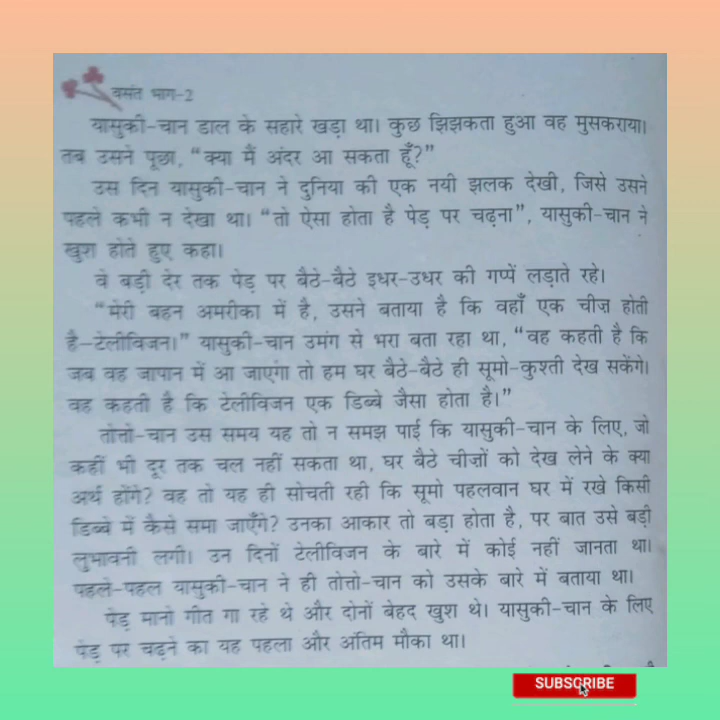 वसंत भाग-2
यासुकी-चान डाल के सहारे खड़ा था। कुछ झिझकता हुआ वह मुसकराया।
तब उसने पूछा, “क्या मैं अंदर आ सकता हूँ?”
उस दिन यासुकी-चान ने दुनिया की एक नयी झलक देखी, जिसे उसने
पहले कभी न देखा था। “तो ऐसा होता है पेड़ पर चढ़ना”, यासुकी-चान ने
खुश होते हुए कहा।
वे बड़ी देर तक पेड़ पर बैठे-बैठे इधर-उधर की गप्पें लड़ाते रहे।
“मेरी बहन अमरीका में है, उसने बताया है कि वहाँ एक चीज़ होती
है–टेलीविजन।” यासुकी-चान उमंग से भरा बता रहा था, “वह कहती है कि
जब वह जापान में आ जाएगा तो हम घर बैठे-बैठे ही सूमो-कुश्ती देख सकेंगे।
वह कहती है कि टेलीविजन एक डिब्बे जैसा होता है।”
तोत्तो-चान उस समय यह तो न समझ पाई कि यासुकी-चान के लिए, जो
कहीं भी दूर तक चल नहीं सकता था, घर बैठे चीज़ों को देख लेने के क्या
अर्थ होंगे? वह तो यह ही सोचती रही कि सूमो पहलवान घर में रखे किसी
डिब्बे में कैसे समा जाएँगे? उनका आकार तो बड़ा होता है, पर बात उसे बड़ी
लुभावनी लगी। उन दिनों टेलीविजन के बारे में कोई नहीं जानता था।
पहले-पहल यासुकी-चान ने ही तोत्तो-चान को उसके बारे में बताया था।
पेड़ मानो गीत गा रहे थे और दोनों बेहद खुश थे। यासुकी-चान के लिए
पेड़ पर चढ़ने का यह पहला और अंतिम मौका था।
SUBSCRIBE